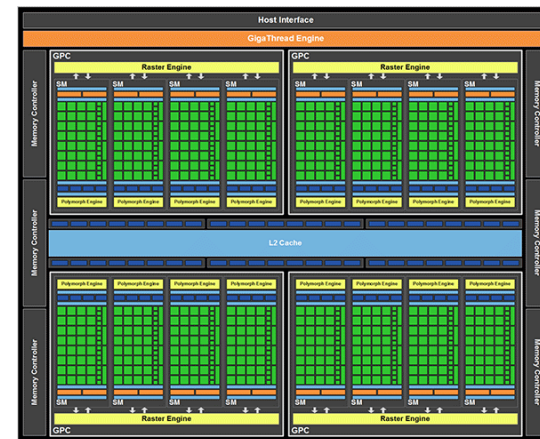 Host Interface
GigaThread Engine
Memory Controller
Memory Controller
Memory Controller
GPC
Raster Engine
SM
SM
SM
SM
Polymorph Engine
Polymorph Engine
Polymorph Engine
Polymorph Engine
GPC
Raster Engine
SM
SM
SM
SM
Polymorph Engine
Polymorph Engine
Polymorph Engine
Polymorph Engine
L2 Cache
Polymorph Engine
Polymorph Engine
Polymorph Engine
Polymorph Engine
SM
SM
SM
SM
Raster Engine
GPC
Polymorph Engine
Polymorph Engine
Polymorph Engine
Polymorph Engine
SM
SM
SM
SM
Raster Engine
GPC
Memory Controller
Memory Controller
Memory Controller